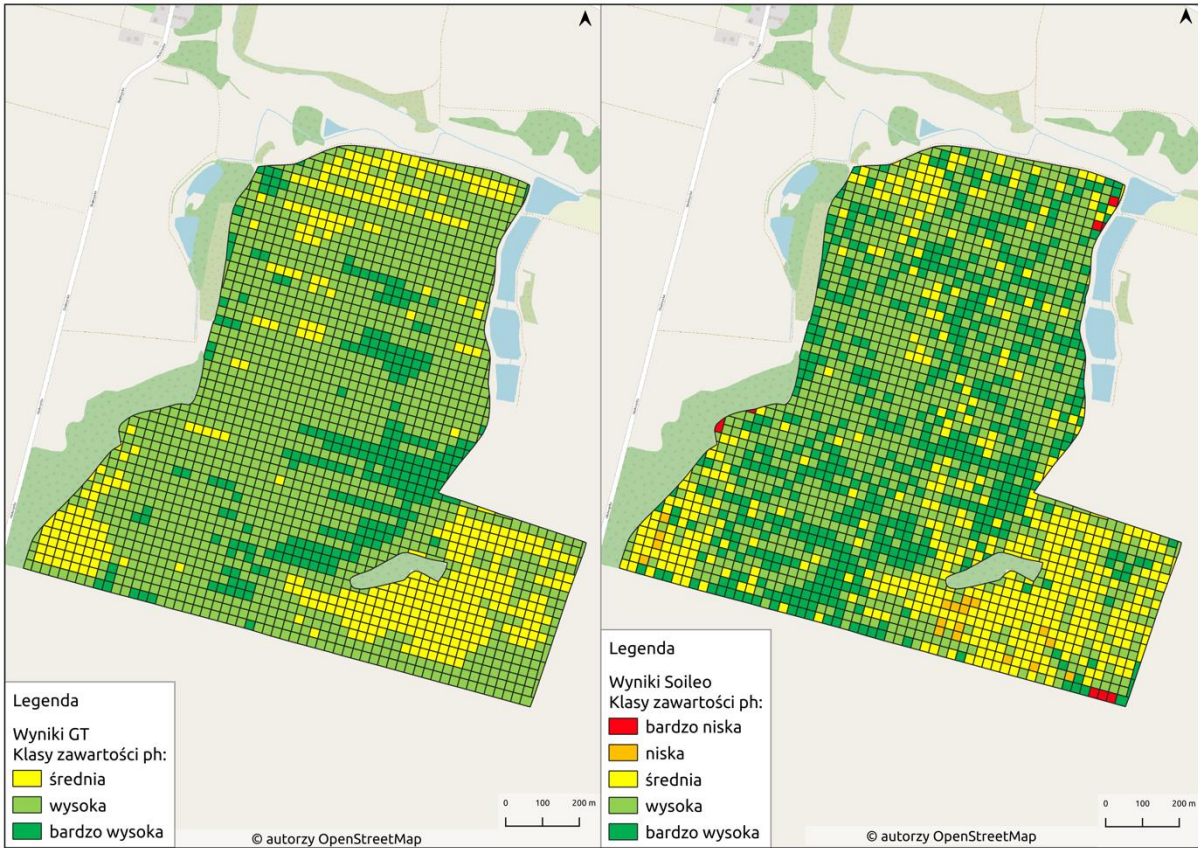 Legenda
Wyniki GT
Klasy zawartości ph:
średnia
wysoka
bardzo wysoka
0 100 200 m
© autorzy OpenStreetMap
Legenda
Wyniki Soileo
Klasy zawartości ph:
bardzo niska
niska
średnia
wysoka
bardzo wysoka
0 100 200 m
© autorzy OpenStreetMap